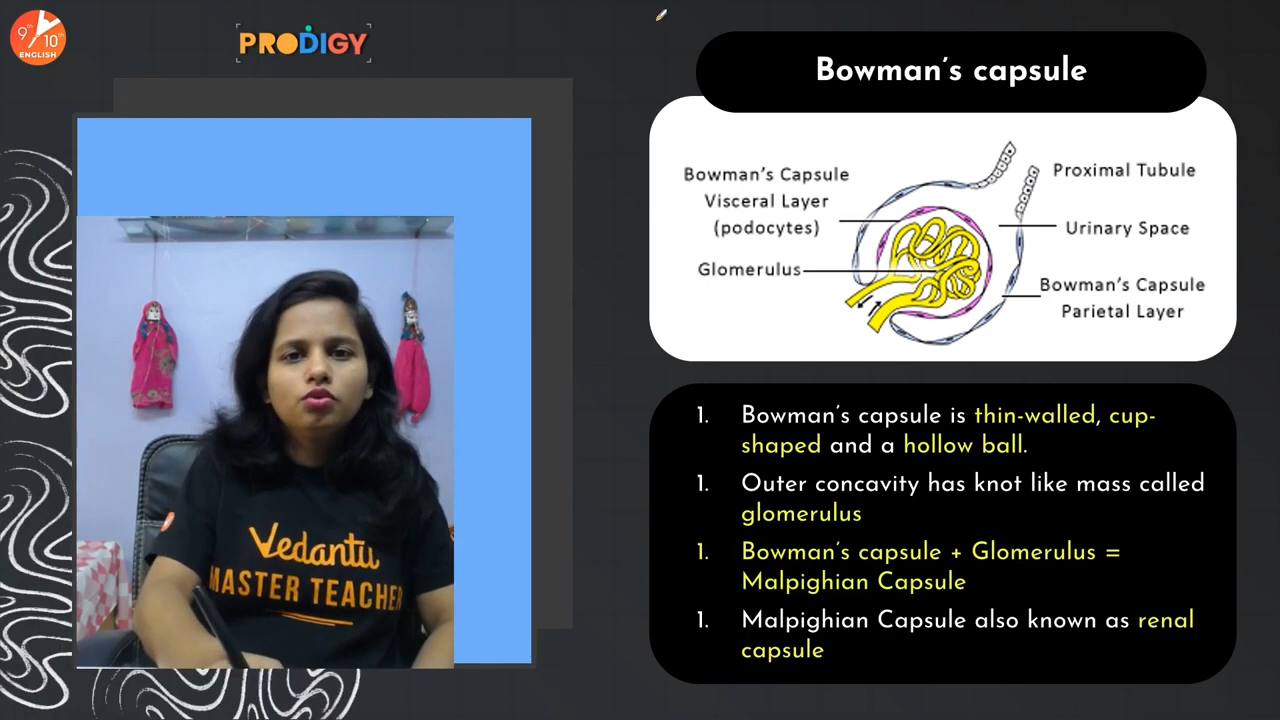 9th
10th
ENGLISH
PRODIGY
Vedantu
MASTER TEACHER
Bowman's capsule
Bowman's Capsule
Visceral Layer
(podocytes)
Glomerulus
Proximal Tubule
Urinary Space
Bowman's Capsule
Parietal Layer
1. Bowman's capsule is thin-walled, cup-
shaped and a hollow ball.
1. Outer concavity has knot like mass called
glomerulus
1. Bowman's capsule + Glomerulus =
Malpighian Capsule
1. Malpighian Capsule also known as renal
capsule